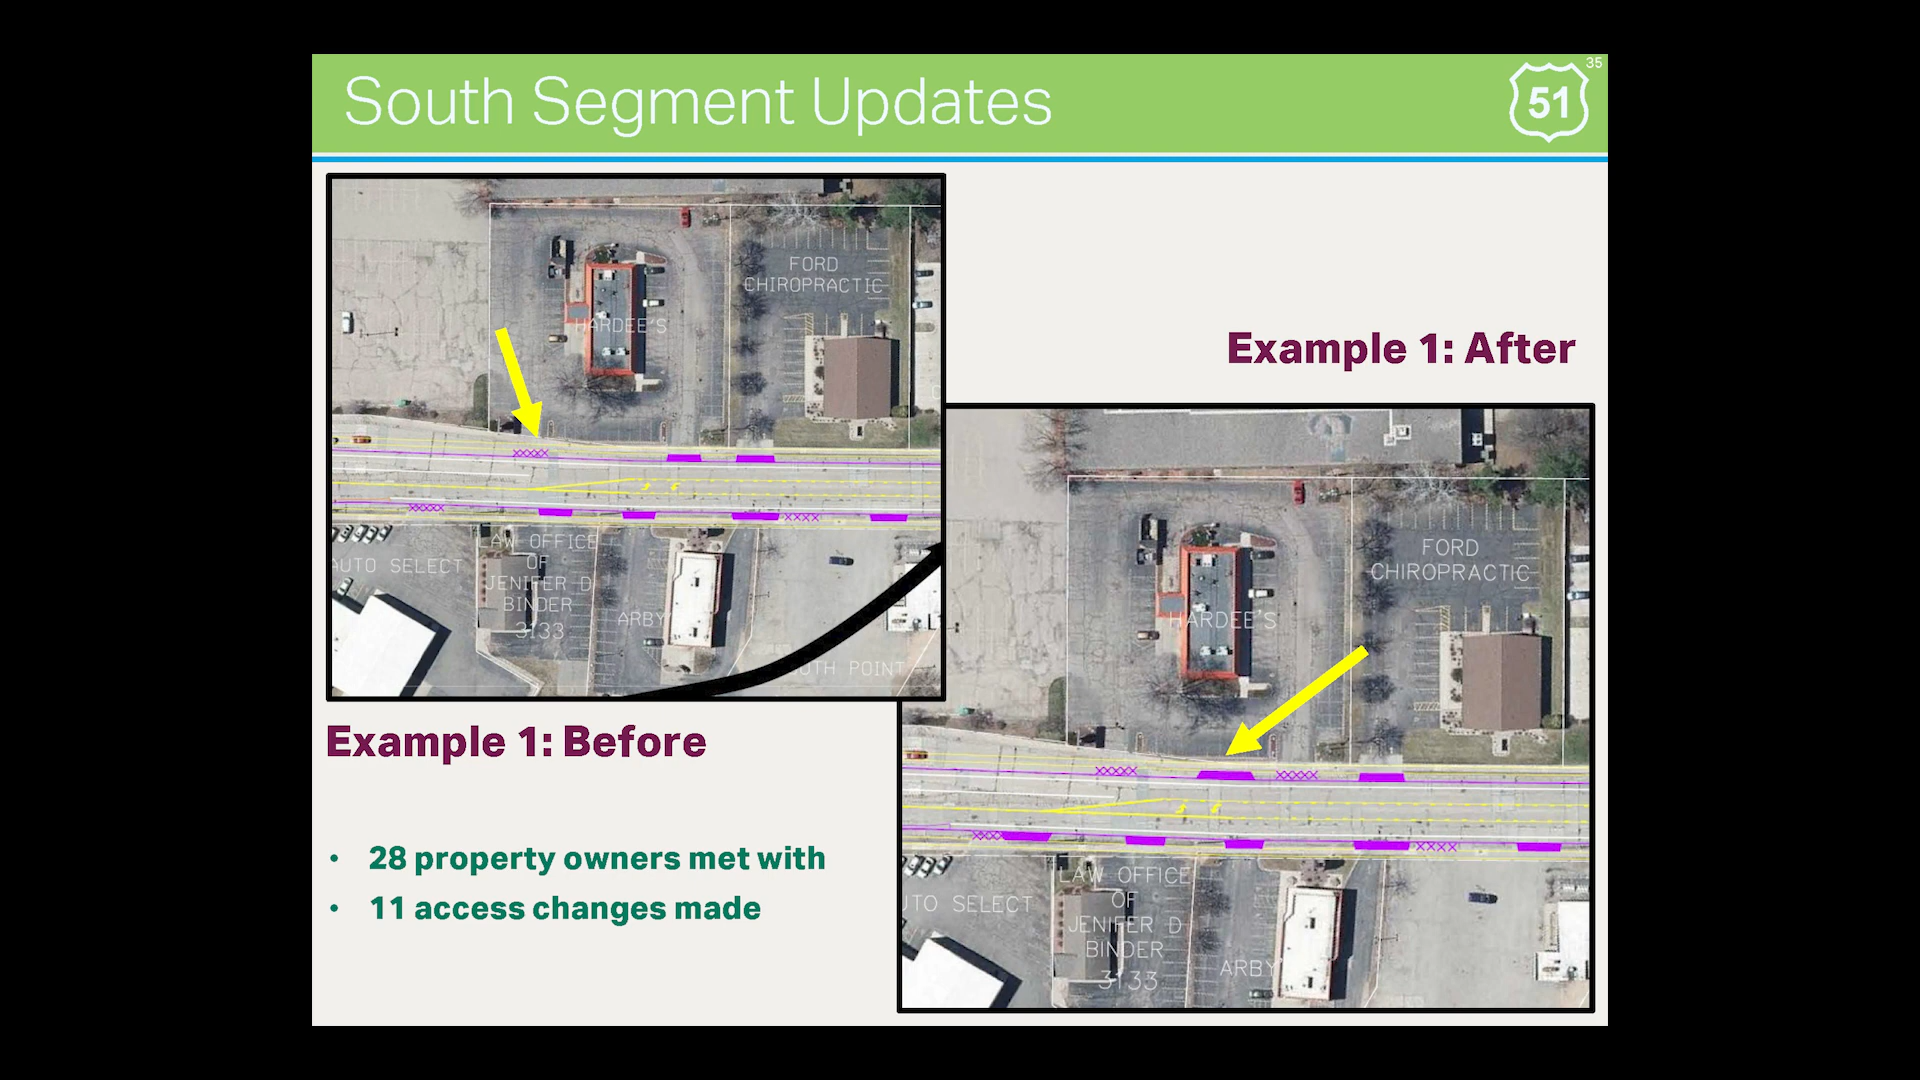 South Segment Updates
51
35
FORD
CHIROPRACTIC
HARDEE'S
AUTO SELECT
LAW OFFICE
OF
JENIFER D
BINDER
3133
ARBY
UTH POINT
Example 1: Before
• 28 property owners met with
• 11 access changes made
Example 1: After
FORD
CHIROPRACTIC
HARDEE'S
UTO SELECT
LAW OFFICE
OF
JENIFER D
BINDER
3133
ARBY